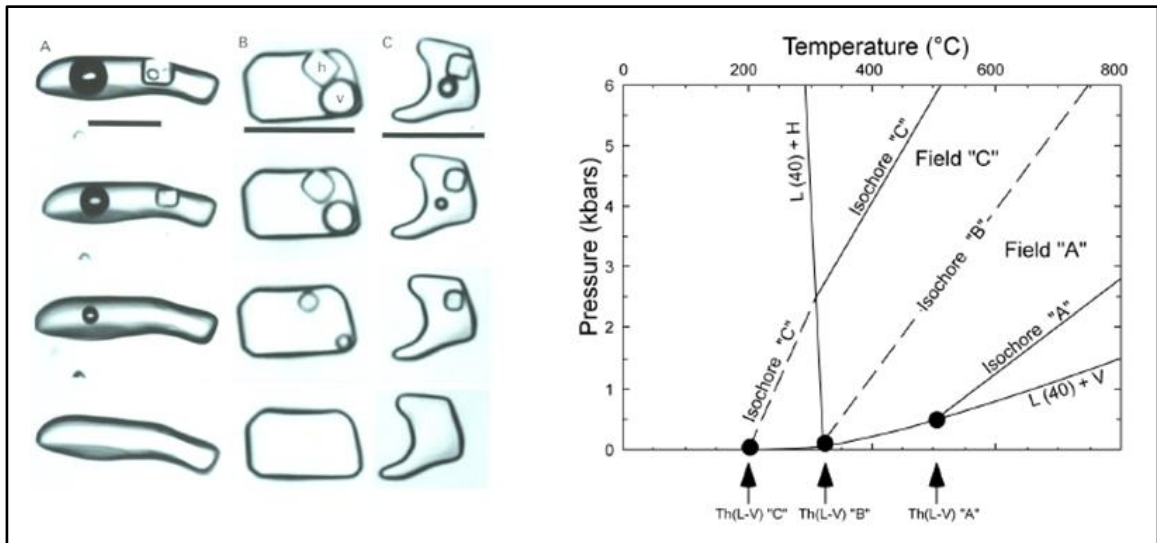 A
B
C
h
v
Temperature (°C)
0 200 400 600 800
Pressure (kbars)
6
5
4
3
2
1
0
L (40) + H
Isochore "C"
Field "C"
Isochore "B"
Field "A"
Isochore "C"
Isochore "A"
L (40) + V
Th(L-V) "C" Th(L-V) "B" Th(L-V) "A"